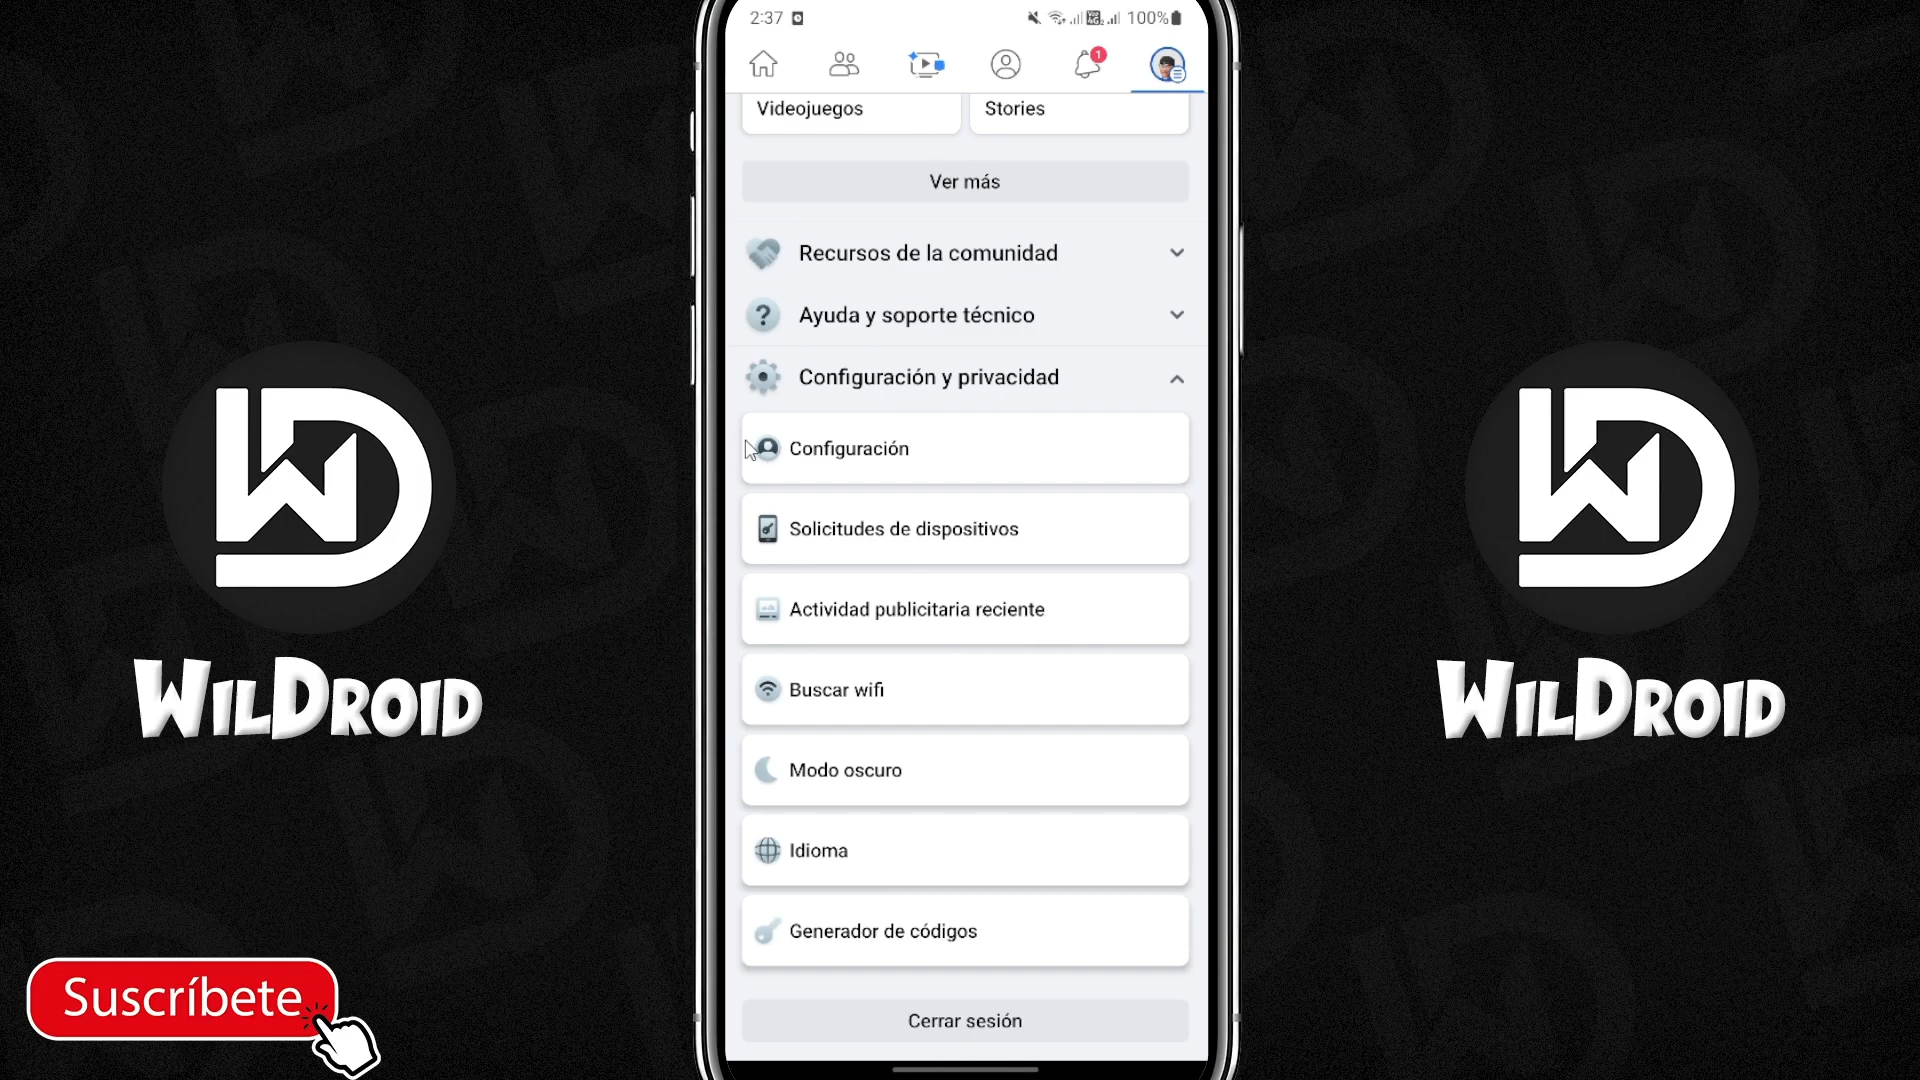 2:37
100%
1
Videojuegos
Stories
Ver más
Recursos de la comunidad
Ayuda y soporte técnico
Configuración y privacidad
Configuración
Solicitudes de dispositivos
Actividad publicitaria reciente
Buscar wifi
Modo oscuro
Idioma
Generador de códigos
Cerrar sesión
WILDROID
WILDROID
Suscríbete